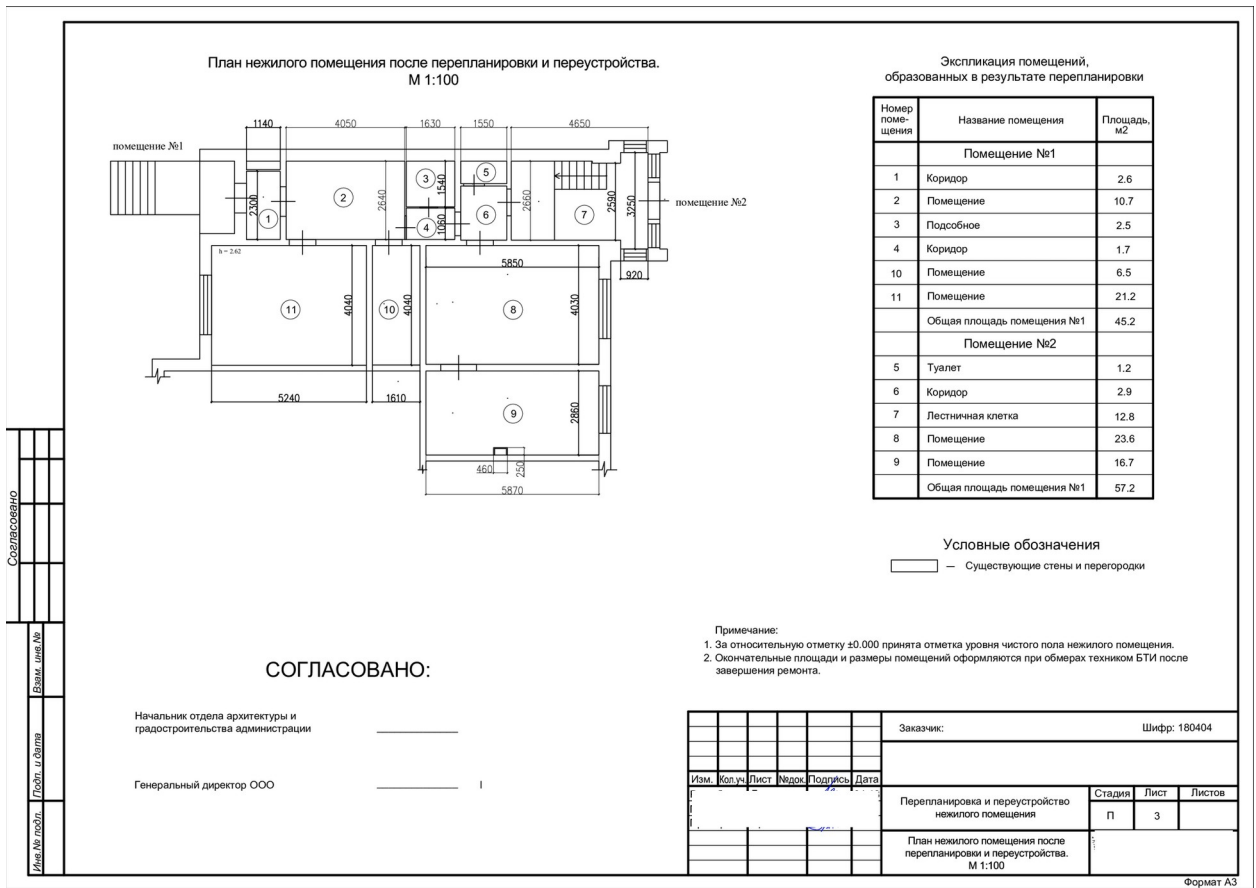 План нежилого помещения после перепланировки и переустройства.
М 1:100
Экспликация помещений,
образованных в результате перепланировки
Номер поме-щения Название помещения Площадь, м2
Помещение №1
1 Коридор 2.6
2 Помещение 10.7
3 Подсобное 2.5
4 Коридор 1.7
10 Помещение 6.5
11 Помещение 21.2
Общая площадь помещения №1 45.2
Помещение №2
5 Туалет 1.2
6 Коридор 2.9
7 Лестничная клетка 12.8
8 Помещение 23.6
9 Помещение 16.7
Общая площадь помещения №1 57.2
1140 4050 1630 1550 4650
помещение №1
помещение №2
2300
1
2
2640
3
1540
4
1060
5
6
2660
7
2590
3250
920
h = 2.62
11
4040
10
4040
5850
8
4030
5240
1610
9
2860
460
250
5870
Условные обозначения
— Существующие стены и перегородки
Примечание:
1. За относительную отметку ±0.000 принята отметка уровня чистого пола нежилого помещения.
2. Окончательные площади и размеры помещений оформляются при обмерах техником БТИ после
завершения ремонта.
СОГЛАСОВАНО:
Начальник отдела архитектуры и
градостроительства администрации
Генеральный директор ООО
Согласовано
Взам. инв.№
Подп. и дата
Инв.№ подл.
Заказчик: Шифр: 180404
Изм. Кол.уч. Лист №док. Подпись Дата
Перепланировка и переустройство
нежилого помещения
Стадия Лист Листов
П 3
План нежилого помещения после
перепланировки и переустройства.
М 1:100
Формат А3